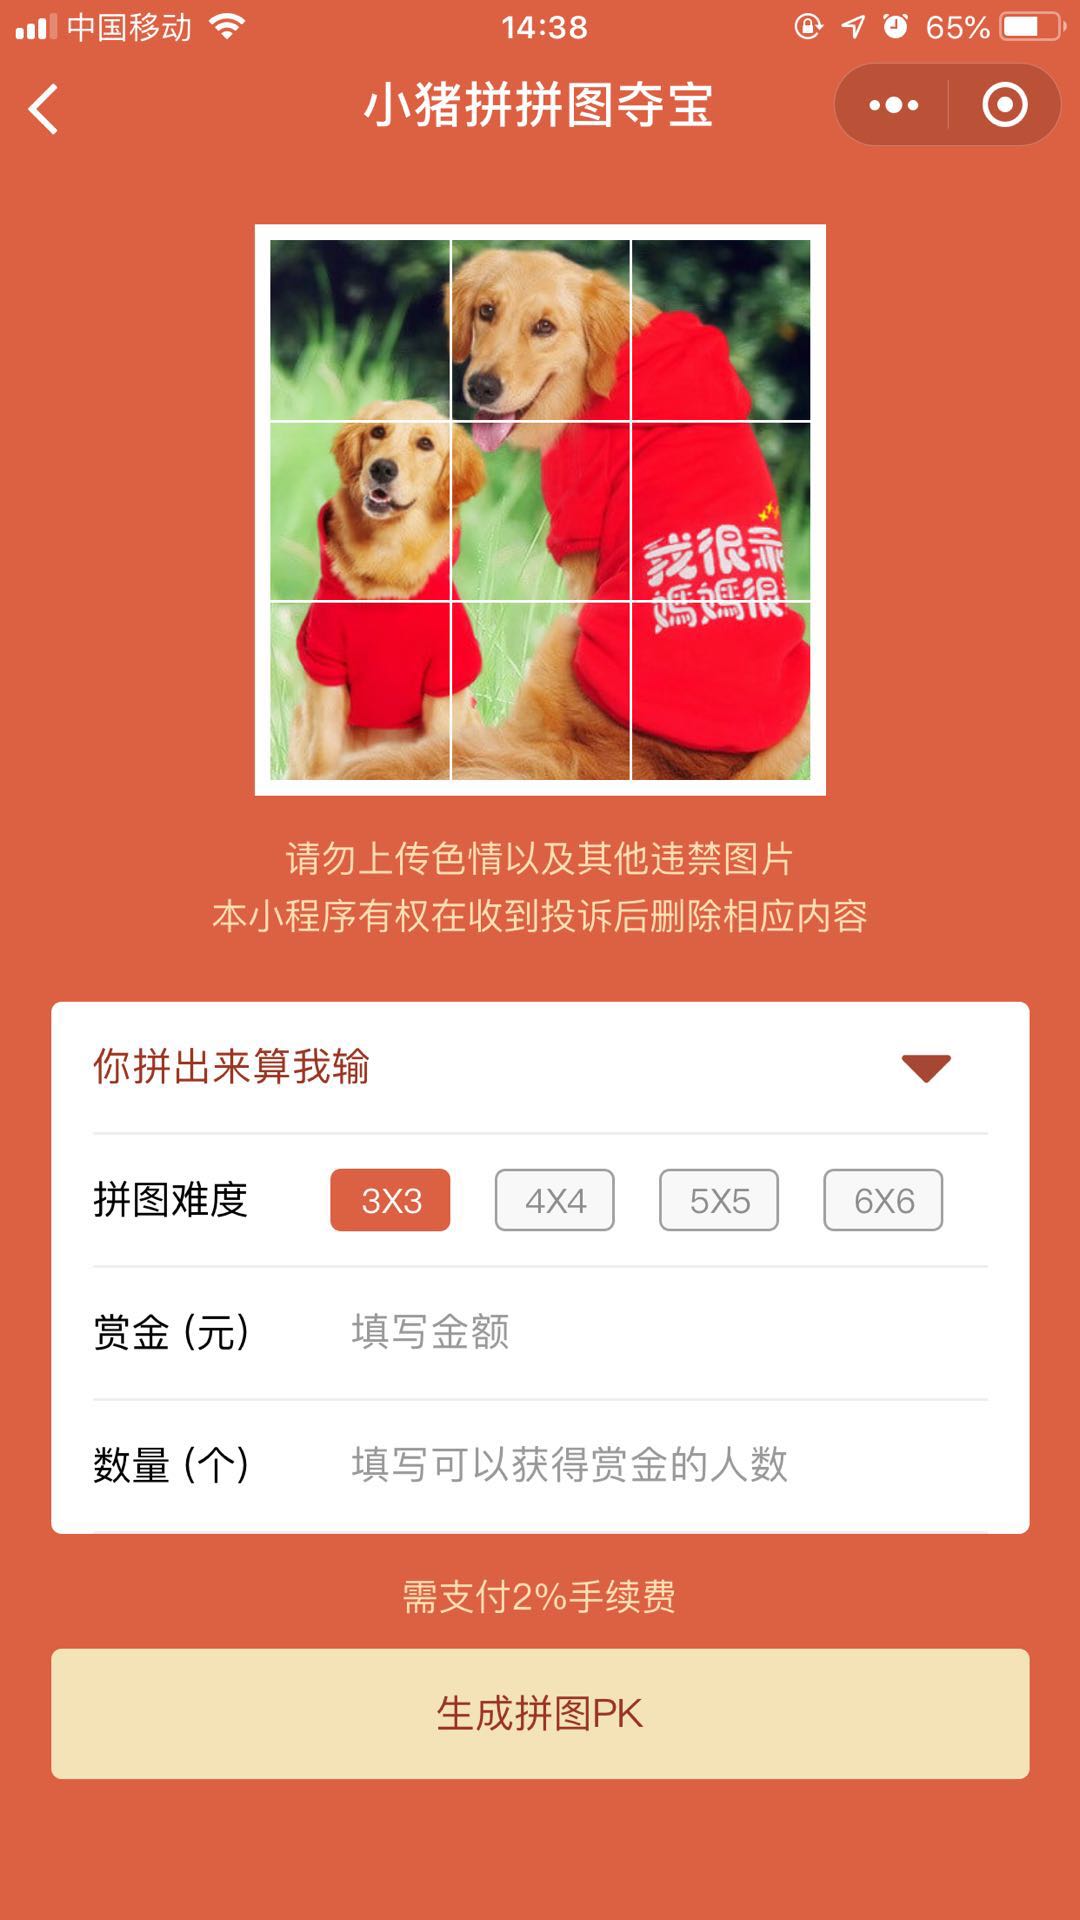 中国移动 14:38 65%
小猪拼拼图夺宝
我很乖
媽媽很
请勿上传色情以及其他违禁图片
本小程序有权在收到投诉后删除相应内容
你拼出来算我输
拼图难度 3X3 4X4 5X5 6X6
赏金 (元) 填写金额
数量 (个) 填写可以获得赏金的人数
需支付2%手续费
生成拼图PK